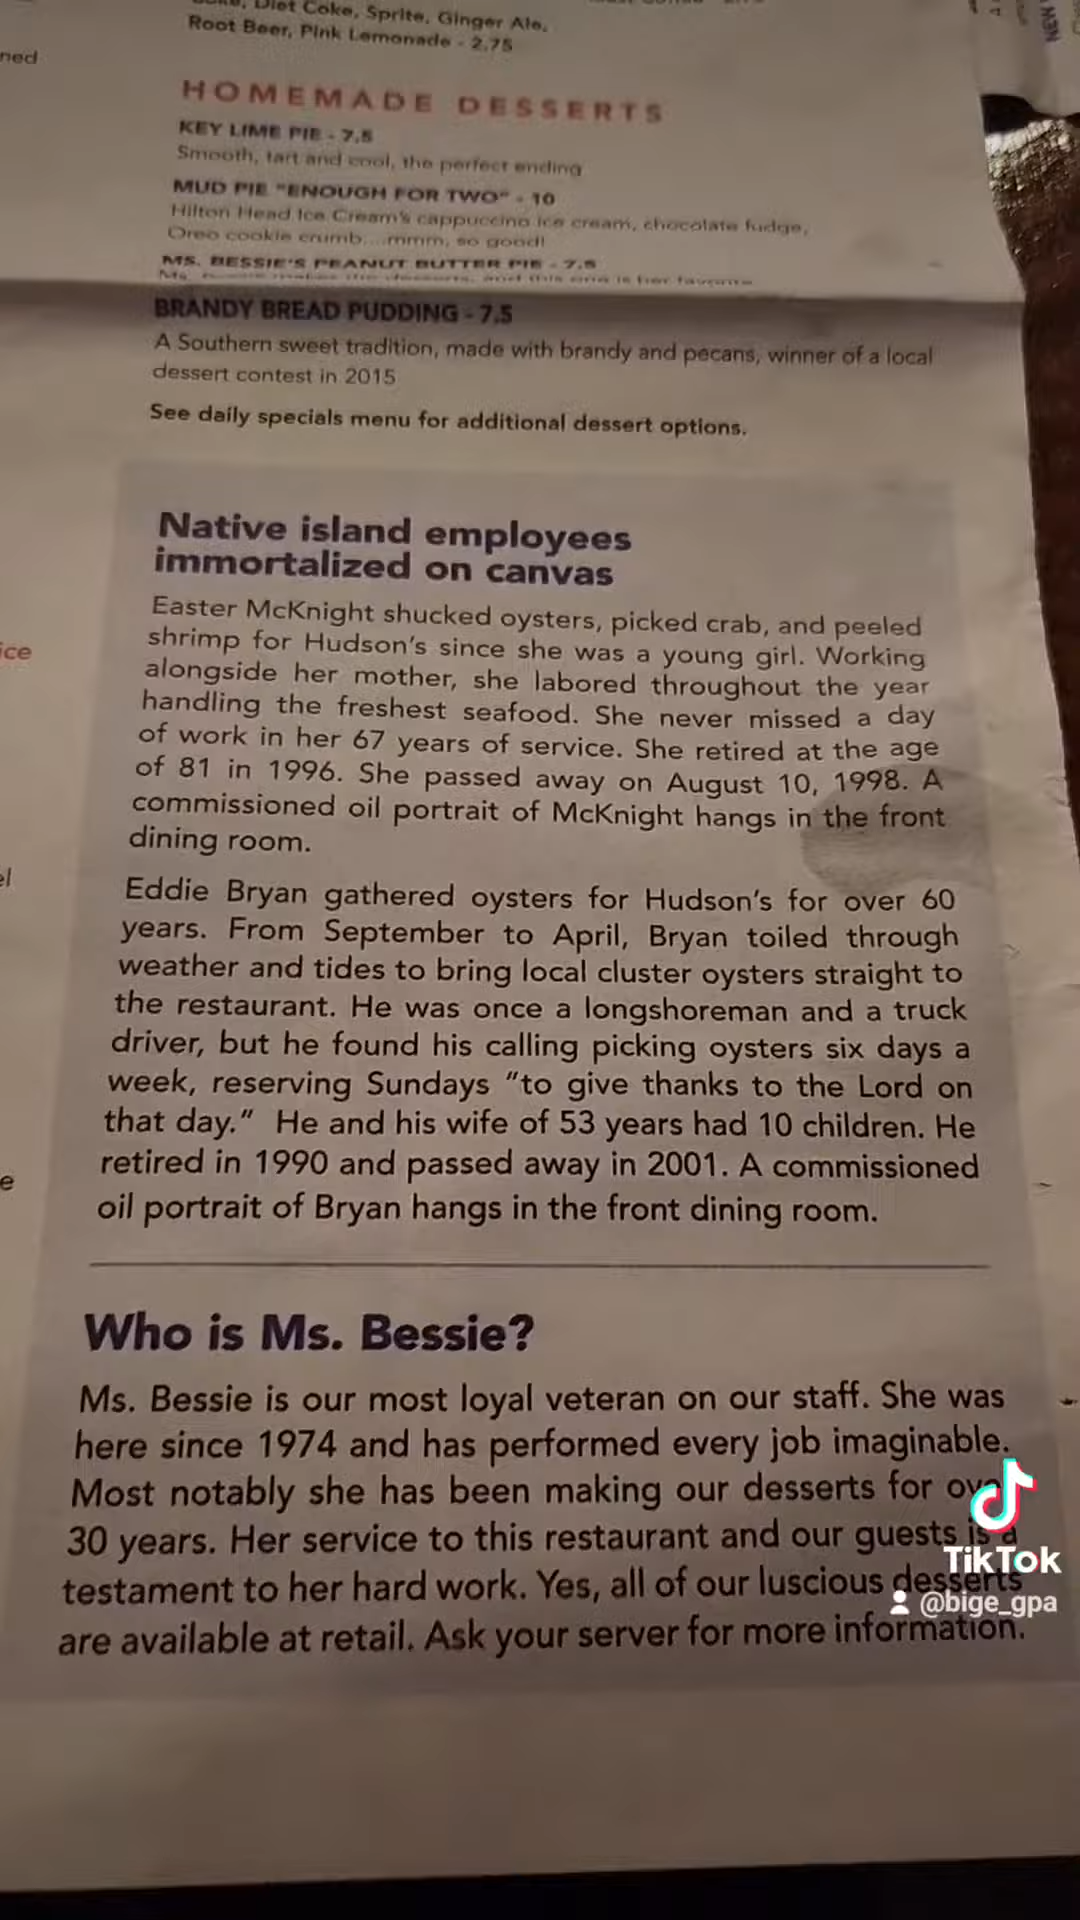 Coke, Diet Coke, Sprite, Ginger Ale,
Root Beer, Pink Lemonade - 2.75
ned
NEW
HOMEMADE DESSERTS
KEY LIME PIE - 7.5
Smooth, tart and cool, the perfect ending
MUD PIE "ENOUGH FOR TWO" - 10
Hilton Head Ice Cream's cappuccino ice cream, chocolate fudge,
Oreo cookie crumb....mmm, so good!
MS. BESSIE'S PEANUT BUTTER PIE - 7.5
Ms. Bessie makes the desserts, and this one is her favorite
BRANDY BREAD PUDDING - 7.5
A Southern sweet tradition, made with brandy and pecans, winner of a local
dessert contest in 2015
See daily specials menu for additional dessert options.
Native island employees
immortalized on canvas
Easter McKnight shucked oysters, picked crab, and peeled
shrimp for Hudson's since she was a young girl. Working
alongside her mother, she labored throughout the year
handling the freshest seafood. She never missed a day
of work in her 67 years of service. She retired at the age
of 81 in 1996. She passed away on August 10, 1998. A
commissioned oil portrait of McKnight hangs in the front
dining room.
Eddie Bryan gathered oysters for Hudson's for over 60
years. From September to April, Bryan toiled through
weather and tides to bring local cluster oysters straight to
the restaurant. He was once a longshoreman and a truck
driver, but he found his calling picking oysters six days a
week, reserving Sundays "to give thanks to the Lord on
that day." He and his wife of 53 years had 10 children. He
retired in 1990 and passed away in 2001. A commissioned
oil portrait of Bryan hangs in the front dining room.
Who is Ms. Bessie?
Ms. Bessie is our most loyal veteran on our staff. She was
here since 1974 and has performed every job imaginable.
Most notably she has been making our desserts for over
30 years. Her service to this restaurant and our guests is a
testament to her hard work. Yes, all of our luscious desserts
are available at retail. Ask your server for more information.
TikTok
@bige_gpa